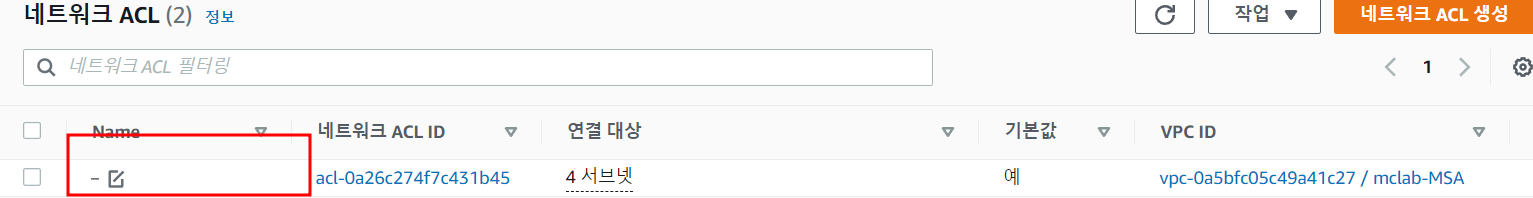 네트워크 ACL (2) 정보
작업 네트워크 ACL 생성
네트워크 ACL 필터링
1
Name 네트워크 ACL ID 연결 대상 기본값 VPC ID
– acl-0a26c274f7c431b45 4 서브넷 예 vpc-0a5bfc05c49a41c27 / mclab-MSA